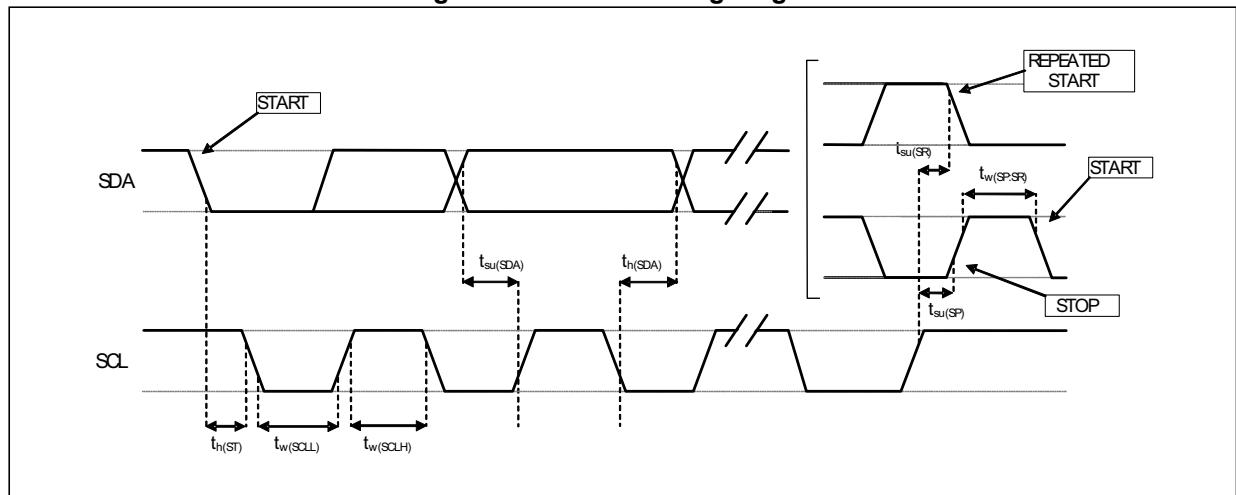 REPEATED
START
START
SDA
tsu(SR)
tw(SP:SR)
START
tsu(SDA)
th(SDA)
tsu(SP)
STOP
SCL
th(ST)
tw(SCLL)
tw(SCLH)